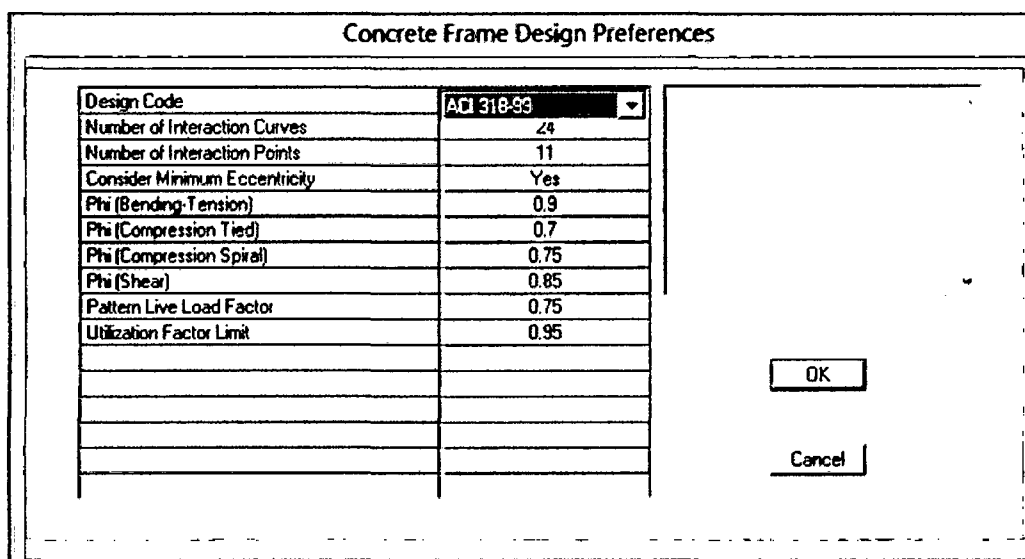 Concrete Frame Design Preferences
Design Code ACI 318-99
Number of Interaction Curves 24
Number of Interaction Points 11
Consider Minimum Eccentricity Yes
Phi (Bending-Tension) 0.9
Phi (Compression Tied) 0.7
Phi (Compression Spiral) 0.75
Phi (Shear) 0.85
Pattern Live Load Factor 0.75
Utilization Factor Limit 0.95
OK
Cancel